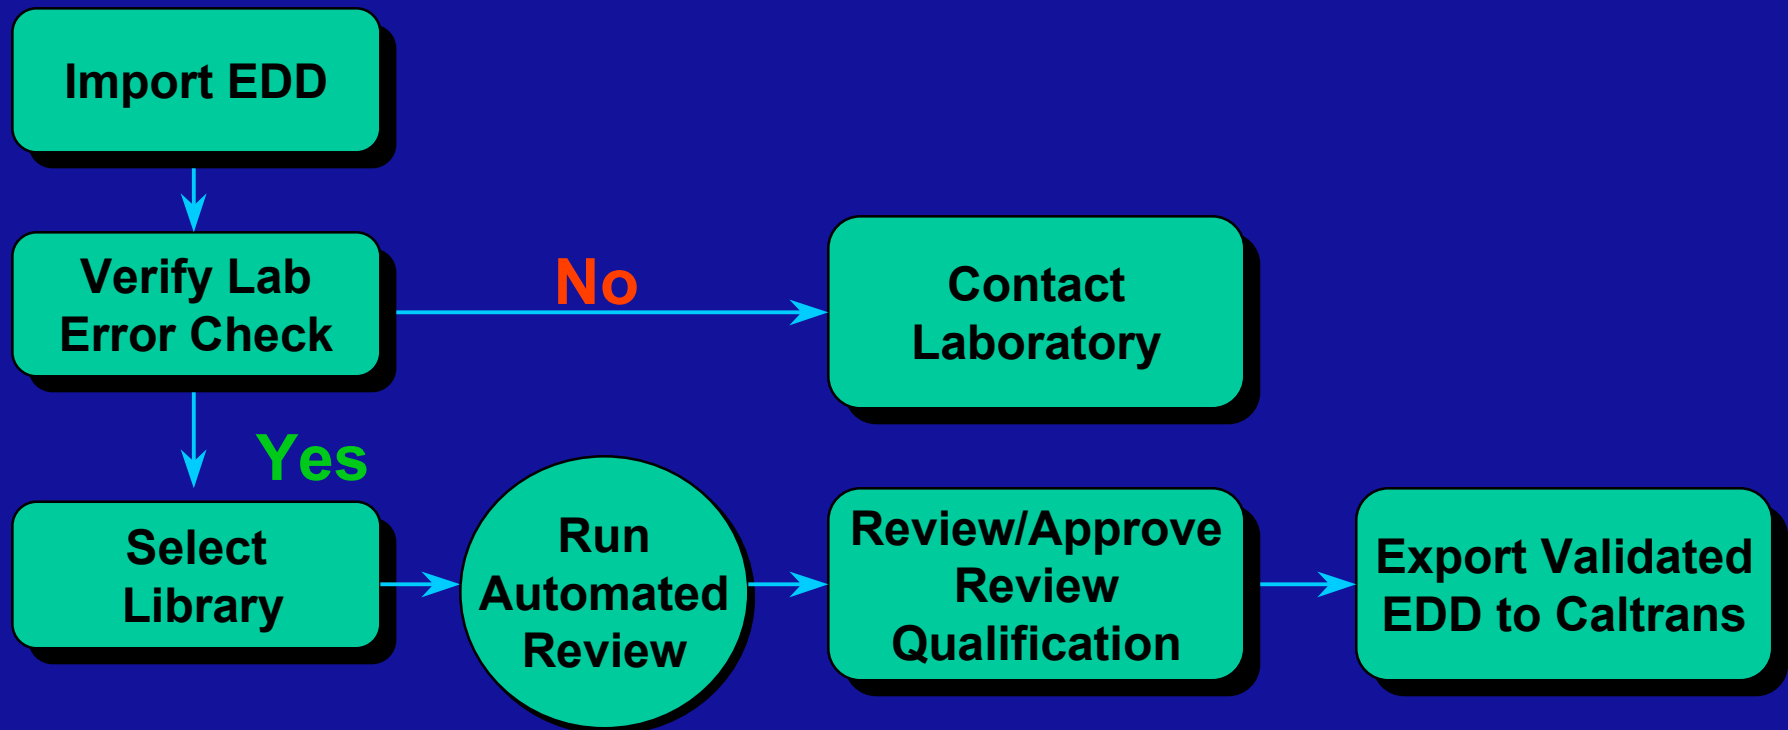 Import EDD
Verify Lab
Error Check
No
Contact
Laboratory
Yes
Select
Library
Run
Automated
Review
Review/Approve
Review
Qualification
Export Validated
EDD to Caltrans